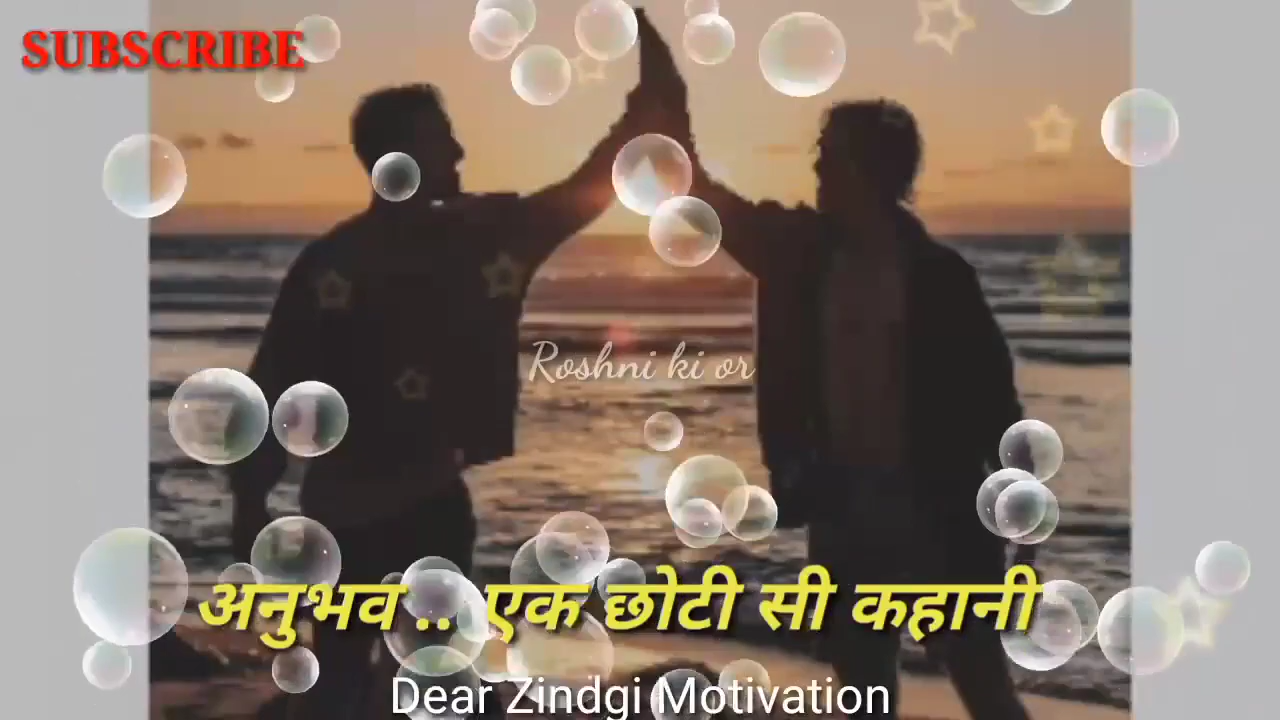 SUBSCRIBE
Roshni ki or
अनुभव .. एक छोटी सी कहानी
Dear Zindgi Motivation